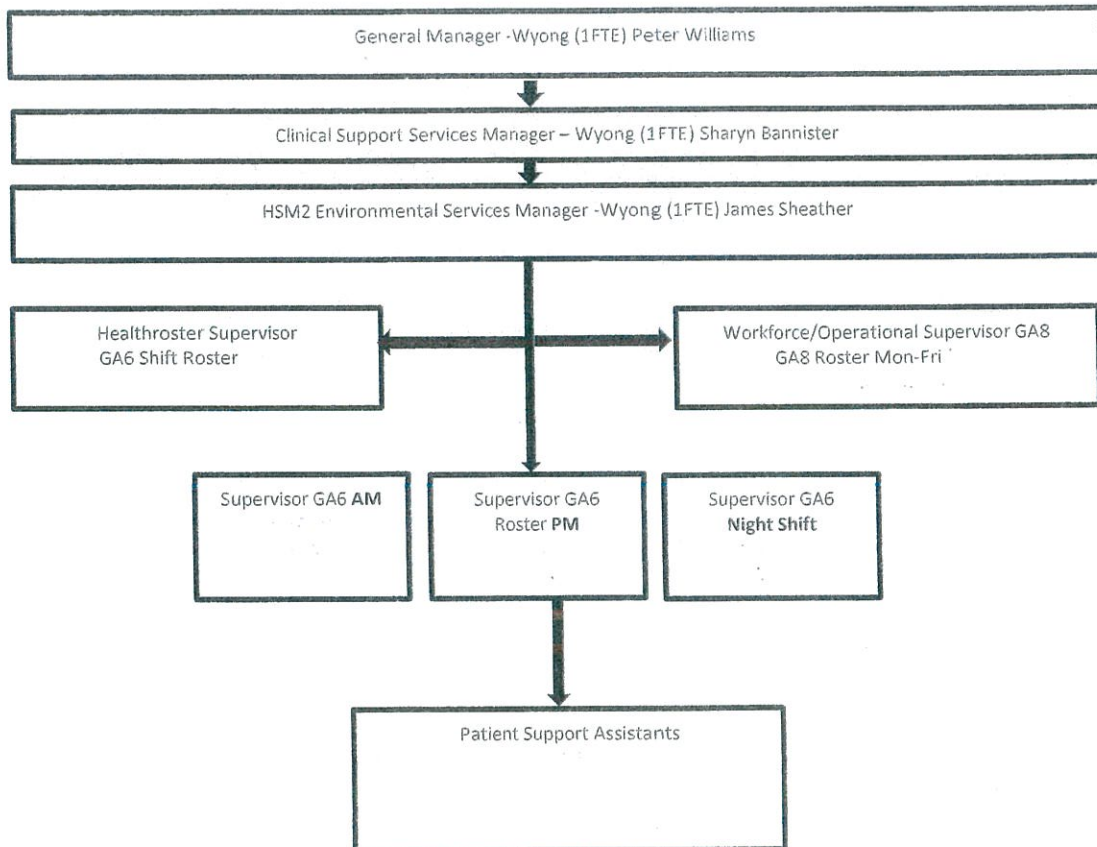 General Manager -Wyong (1FTE) Peter Williams
Clinical Support Services Manager – Wyong (1FTE) Sharyn Bannister
HSM2 Environmental Services Manager -Wyong (1FTE) James Sheather
Healthroster Supervisor
GA6 Shift Roster
Workforce/Operational Supervisor GA8
GA8 Roster Mon-Fri
Supervisor GA6 AM
Supervisor GA6
Roster PM
Supervisor GA6
Night Shift
Patient Support Assistants